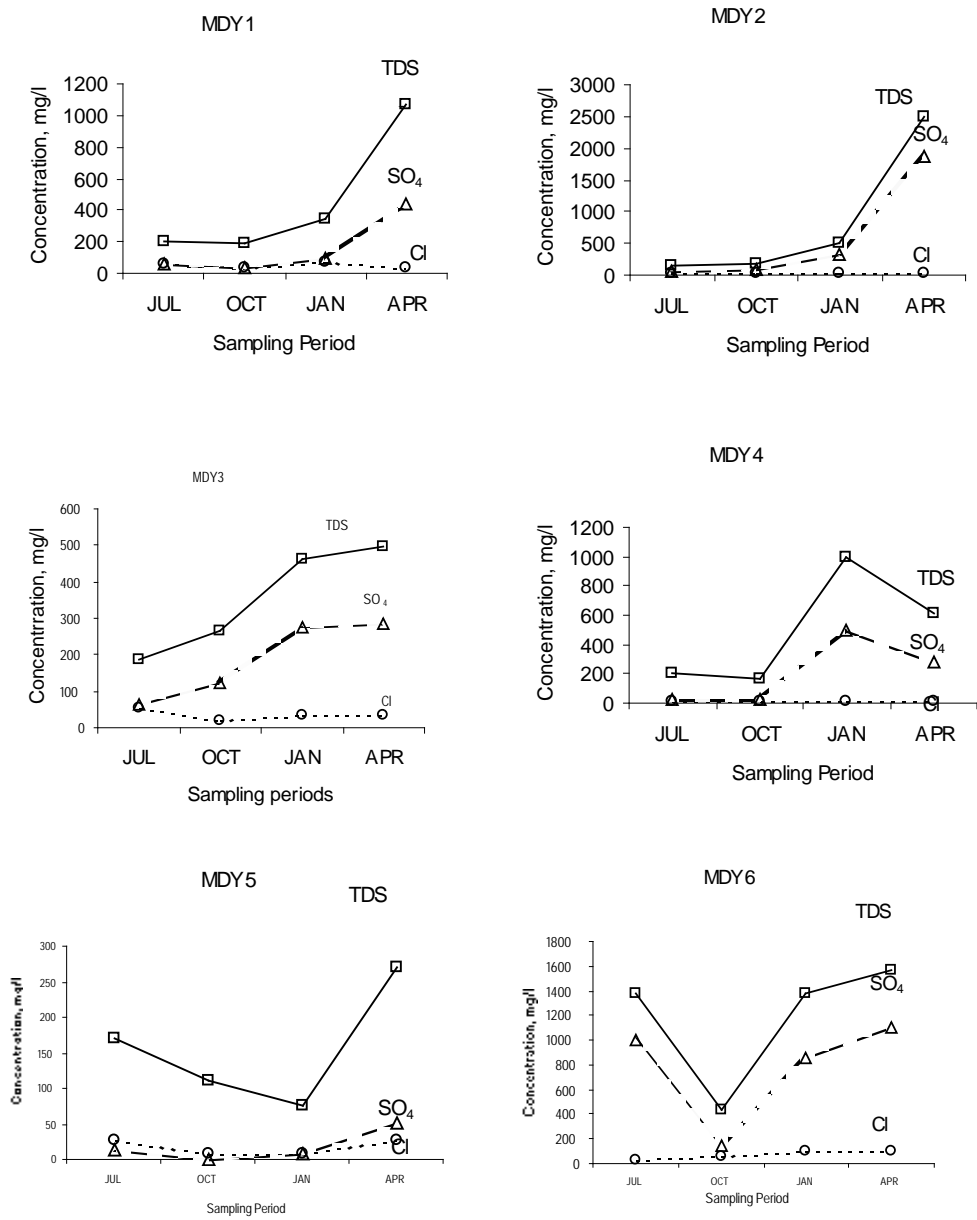 MDY1
TDS
1200
1000
800
600
400
200
0
Concentration, mg/l
SO4
Cl
JUL OCT JAN APR
Sampling Period
MDY2
3000
2500
2000
1500
1000
500
0
Concentration, mg/l
TDS
SO4
Cl
JUL OCT JAN APR
Sampling Period
MDY3
600
500
400
300
200
100
0
Concentrration, mg/l
TDS
SO 4
Cl
JUL OCT JAN APR
Sampling periods
MDY4
1200
1000
800
600
400
200
0
Concentration, mg/l
TDS
SO4
Cl
JUL OCT JAN APR
Sampling Period
MDY5
TDS
300
250
200
150
100
50
0
Concentration, mg/l
SO4
Cl
JUL OCT JAN APR
Sampling Period
MDY6
TDS
1800
1600
1400
1200
1000
800
600
400
200
0
Concentration, mg/l
SO4
Cl
JUL OCT JAN APR
Sampling Period